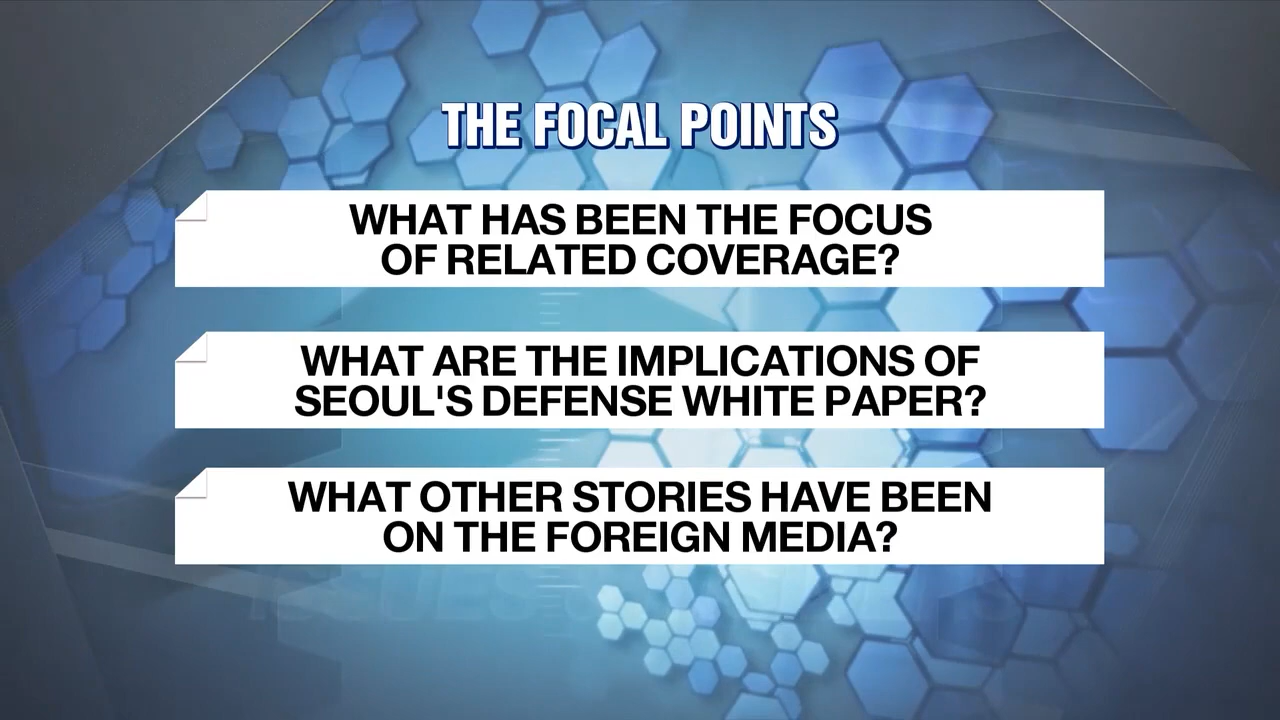 THE FOCAL POINTS
WHAT HAS BEEN THE FOCUS
OF RELATED COVERAGE?
WHAT ARE THE IMPLICATIONS OF
SEOUL'S DEFENSE WHITE PAPER?
WHAT OTHER STORIES HAVE BEEN
ON THE FOREIGN MEDIA?